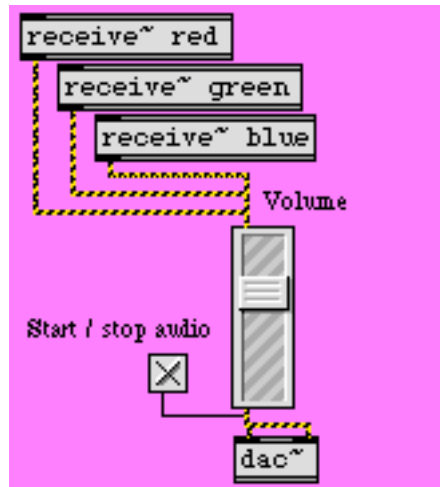 receive~ red
receive~ green
receive~ blue
Volume
Start / stop audio
dac~